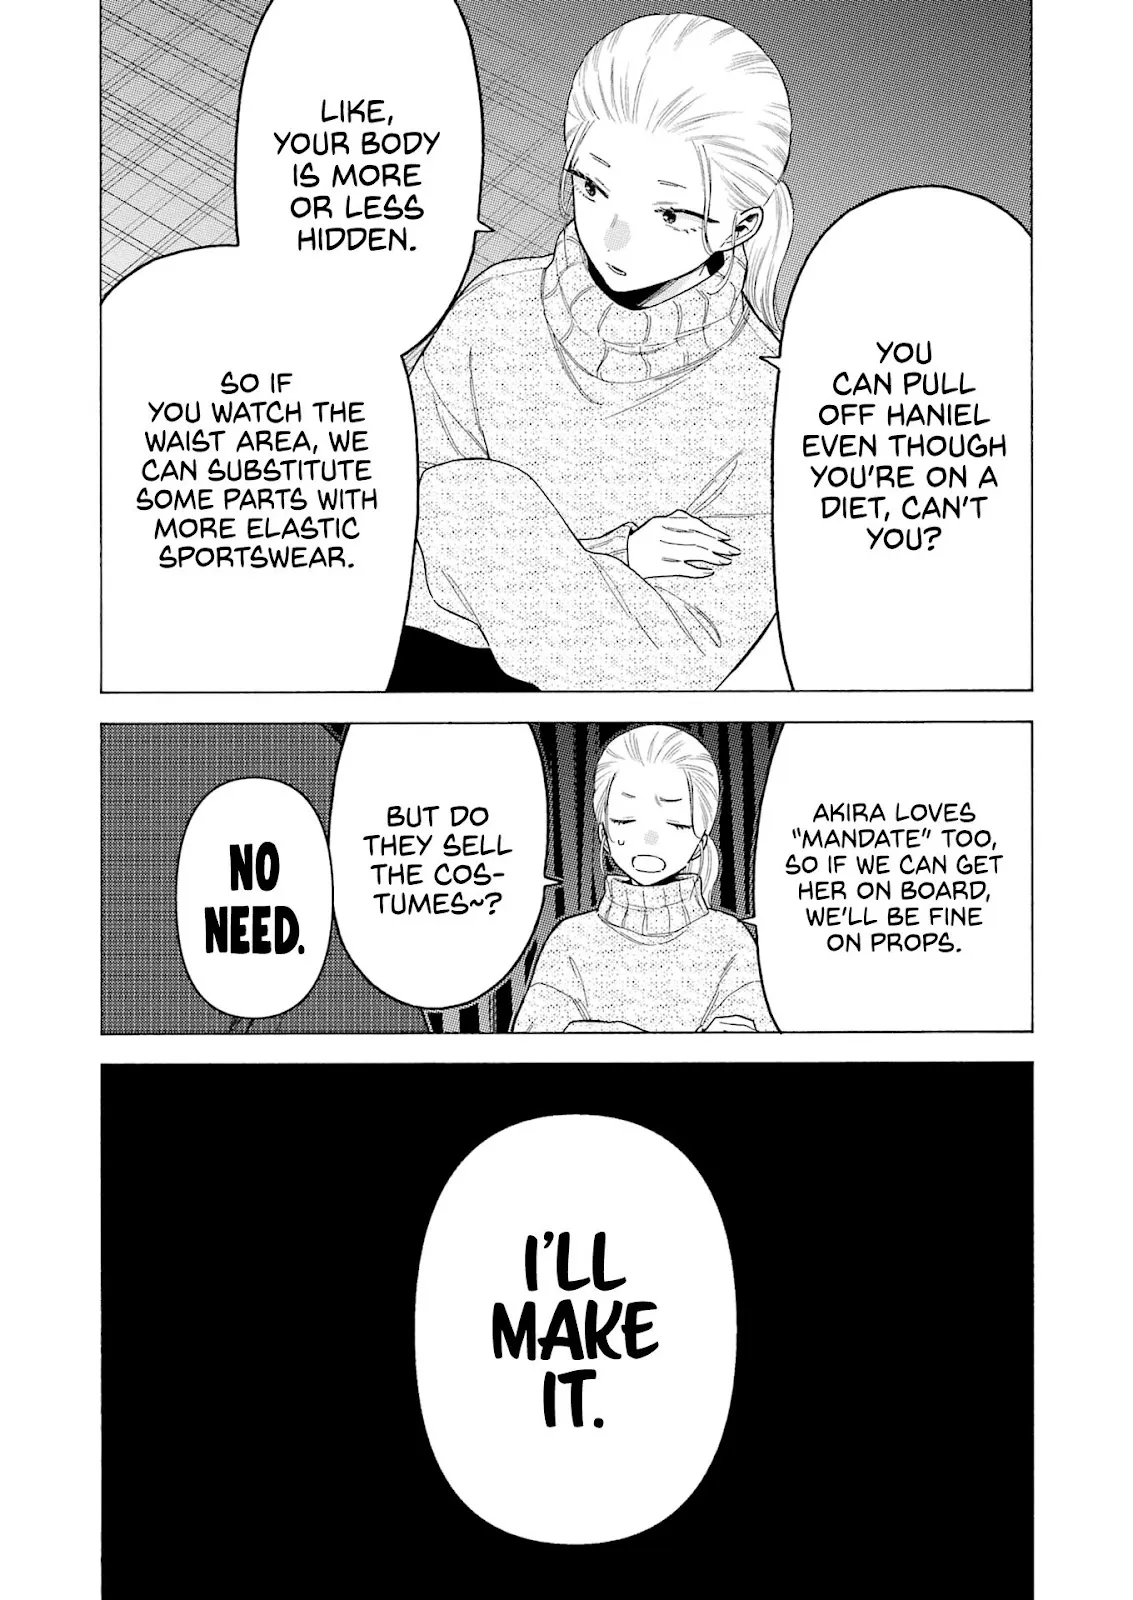 YOU
CAN PULL
OFF HANIEL
EVEN THOUGH
YOU'RE ON A
DIET, CAN'T
YOU?
LIKE,
YOUR BODY
IS MORE
OR LESS
HIDDEN.
SO IF
YOU WATCH THE
WAIST AREA, WE
CAN SUBSTITUTE
SOME PARTS WITH
MORE ELASTIC
SPORTSWEAR.
AKIRA LOVES
"MANDATE" TOO,
SO IF WE CAN GET
HER ON BOARD,
WE'LL BE FINE
ON PROPS.
BUT DO
THEY SELL
THE COS-
TUMES~?
NO
NEED.
I'LL
MAKE
IT.